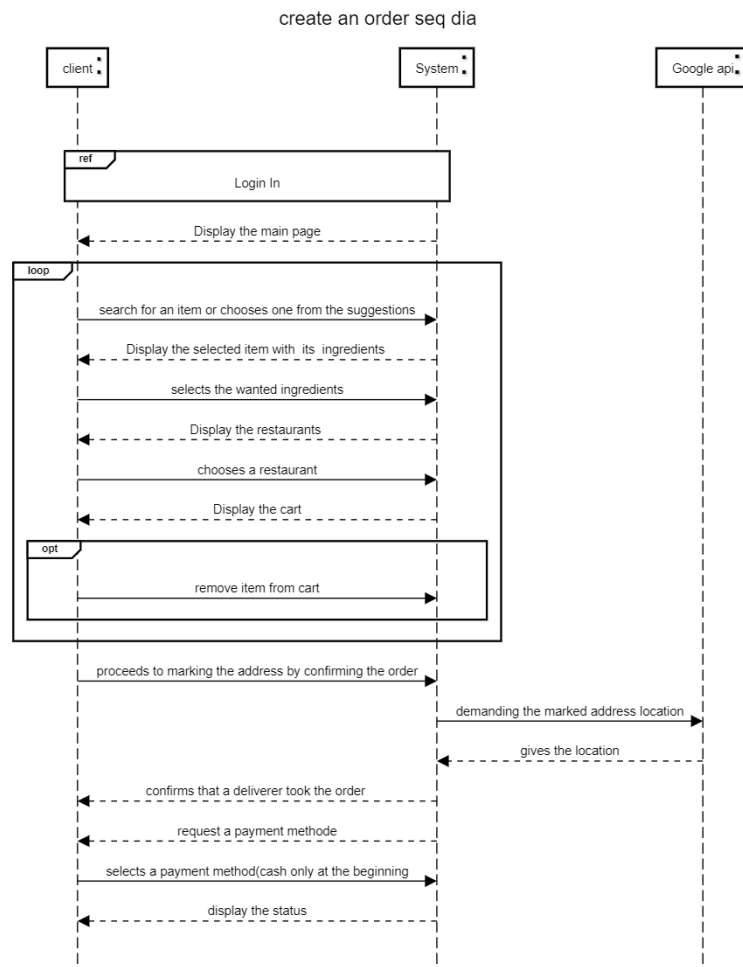 create an order seq dia
client :
System :
Google api:
ref
Login In
Display the main page
loop
search for an item or chooses one from the suggestions
Display the selected item with its ingredients
selects the wanted ingredients
Display the restaurants
chooses a restaurant
Display the cart
opt
remove item from cart
proceeds to marking the address by confirming the order
demanding the marked address location
gives the location
confirms that a deliverer took the order
request a payment methode
selects a payment method(cash only at the beginning
display the status